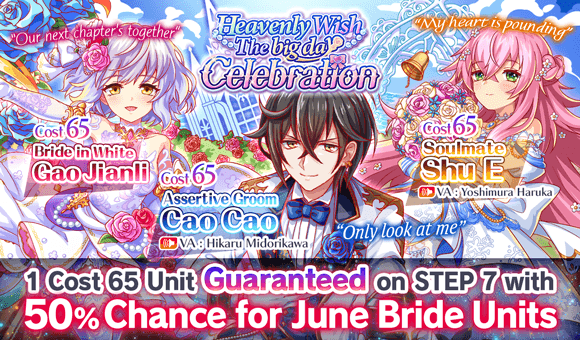 "Our next chapter's together"
Heavenly Wish
The big day
Celebration
"My heart is pounding"
Cost 65
Bride in White
Gao Jianli
Cost 65
Assertive Groom
Cao Cao
VA : Hikaru Midorikawa
Cost 65
Soulmate
Shu E
VA : Yoshimura Haruka
"Only look at me"
1 Cost 65 Unit Guaranteed on STEP 7 with
50% Chance for June Bride Units